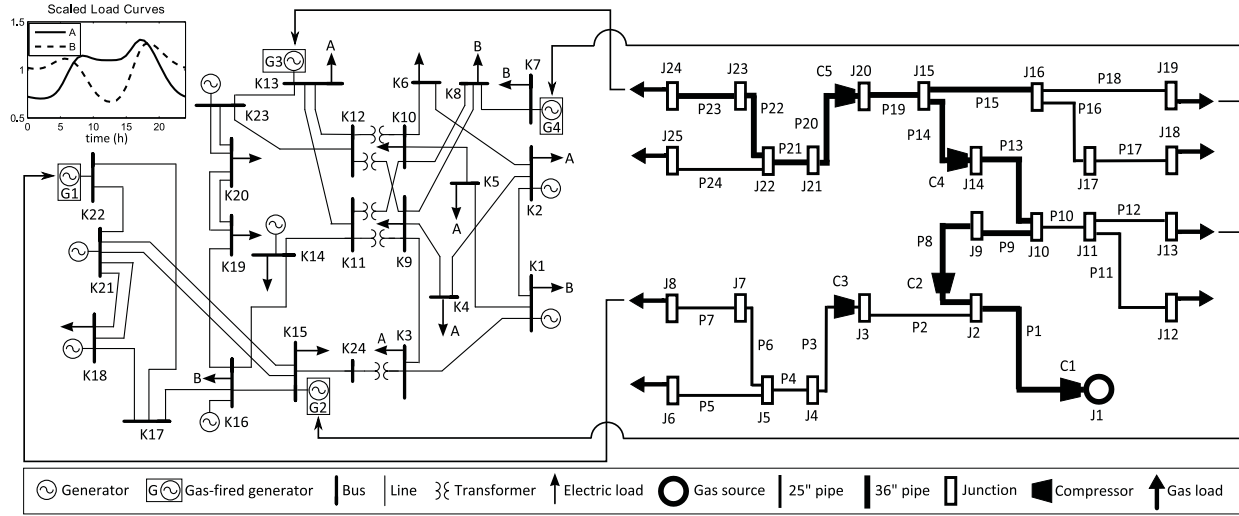 Scaled Load Curves
1.5
1
0.5
A
B
0 5 10 15 20
time (h)
G3
K13
A
K6
B
K8
K7
B
G4
K23
K12
K10
A
K2
K20
K5
A
G1
K22
K19
K14
K11
K9
K21
K4
A
K1
B
K18
K15
K24
A
K3
B
K16
G2
K17
J24
J23
C5
J20
J15
J16
P18
J19
P23
P22
P19
P15
P16
J25
P20
P14
P13
P17
J18
P21
P24
J22
J21
C4
J14
J17
P8
J9
P9
P10
J10
J11
P12
J13
P11
C2
J8
J7
C3
J2
P1
J12
P7
J3
P2
P6
P3
P4
C1
J6
P5
J5
J4
J1
Generator
G Gas-fired generator
Bus
Line
Transformer
Electric load
Gas source
25" pipe
36" pipe
Junction
Compressor
Gas load